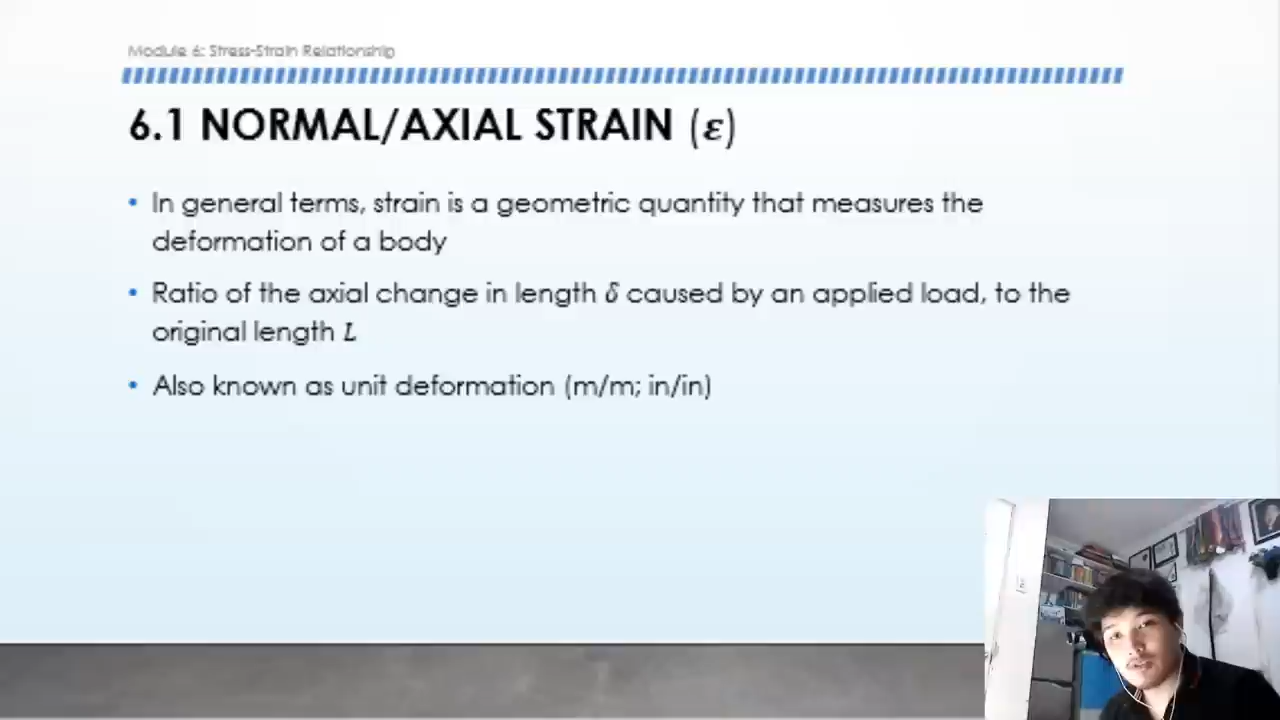 Module 6: Stress-Strain Relationship
6.1 NORMAL/AXIAL STRAIN (ε)
• In general terms, strain is a geometric quantity that measures the
deformation of a body
• Ratio of the axial change in length δ caused by an applied load, to the
original length L
• Also known as unit deformation (m/m; in/in)